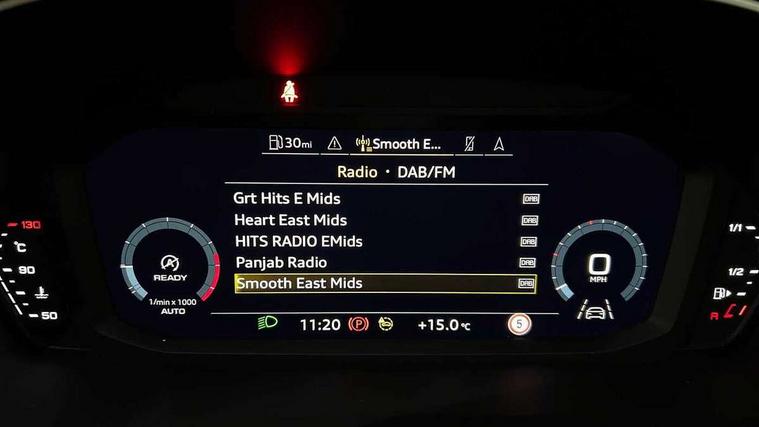 30mi Smooth E...
Radio • DAB/FM
Grt Hits E Mids DAB
Heart East Mids DAB
HITS RADIO EMids DAB
Panjab Radio DAB
Smooth East Mids DAB
130
°C
90
50
READY
1/min x 1000
AUTO
0
MPH
1/1
1/2
R
11:20 P +15.0°C 5